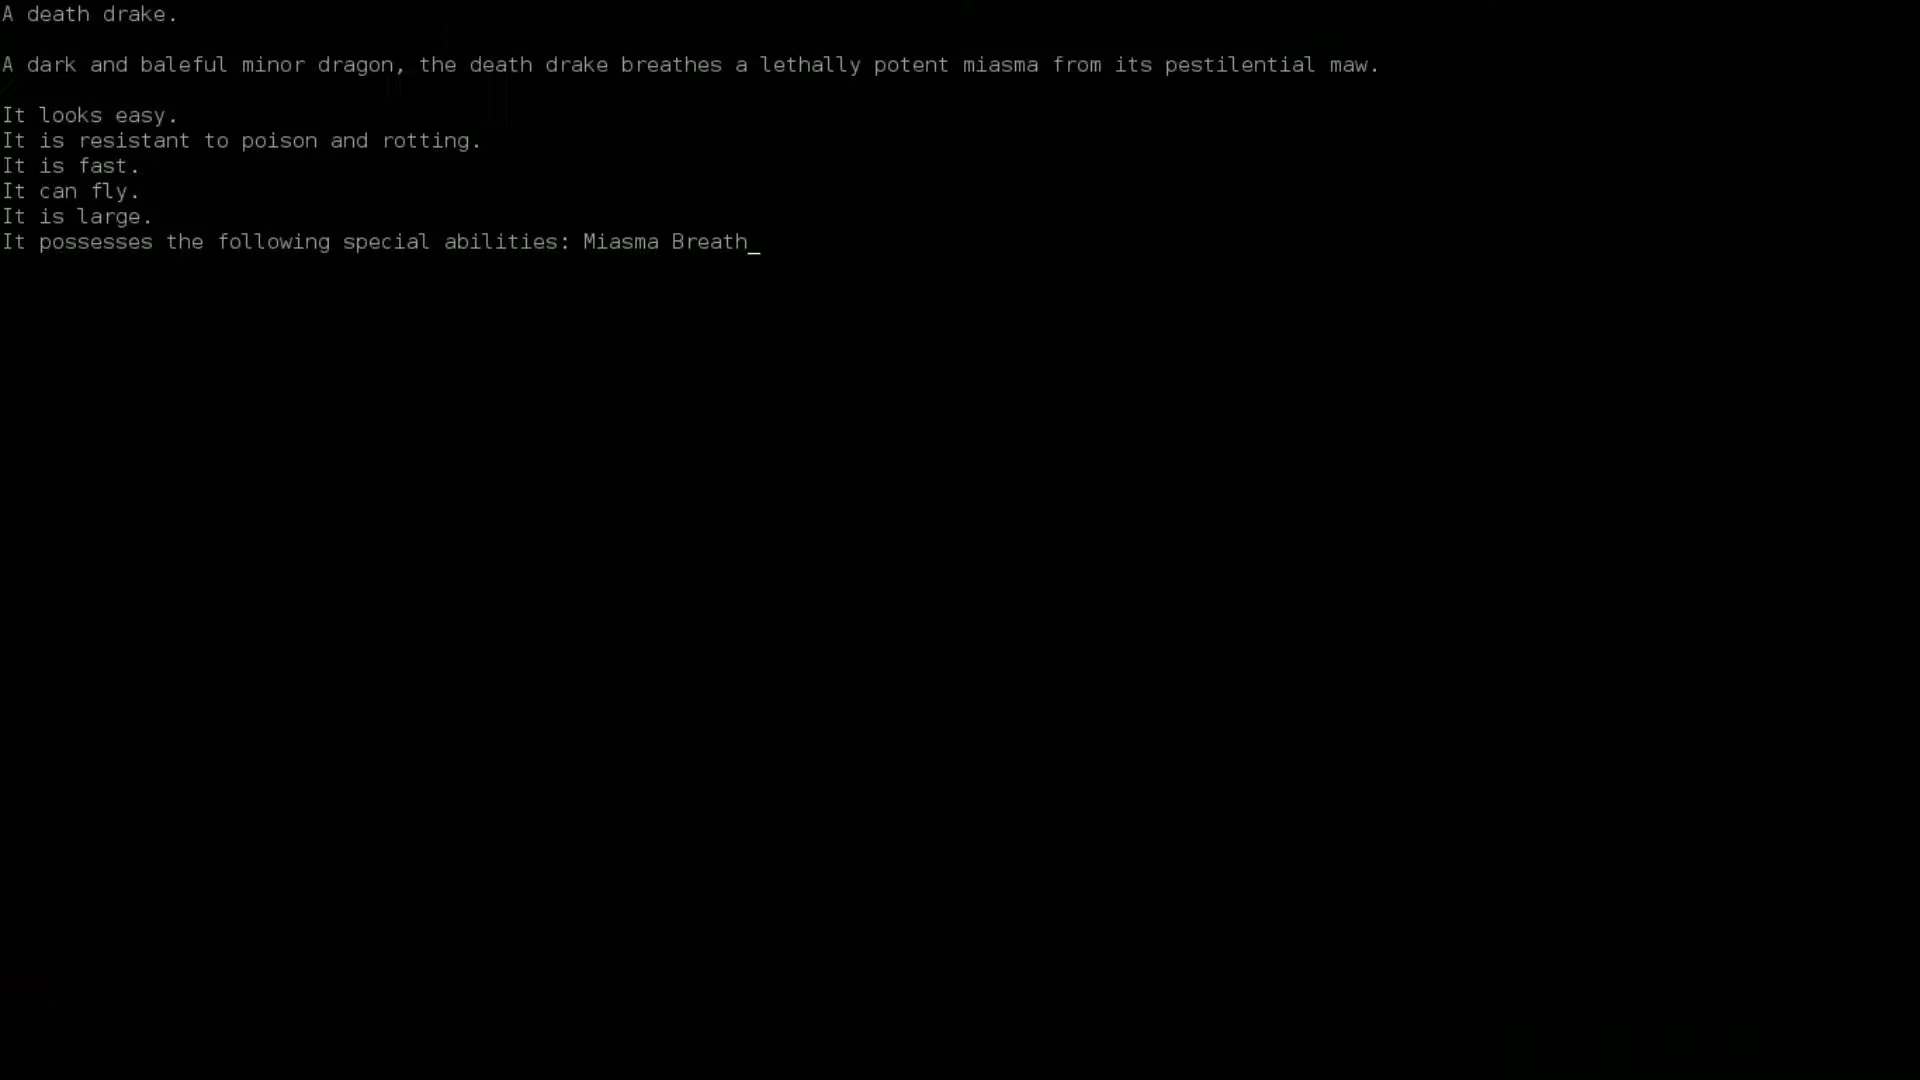 A death drake.
A dark and baleful minor dragon, the death drake breathes a lethally potent miasma from its pestilential maw.
It looks easy.
It is resistant to poison and rotting.
It is fast.
It can fly.
It is large.
It possesses the following special abilities: Miasma Breath_